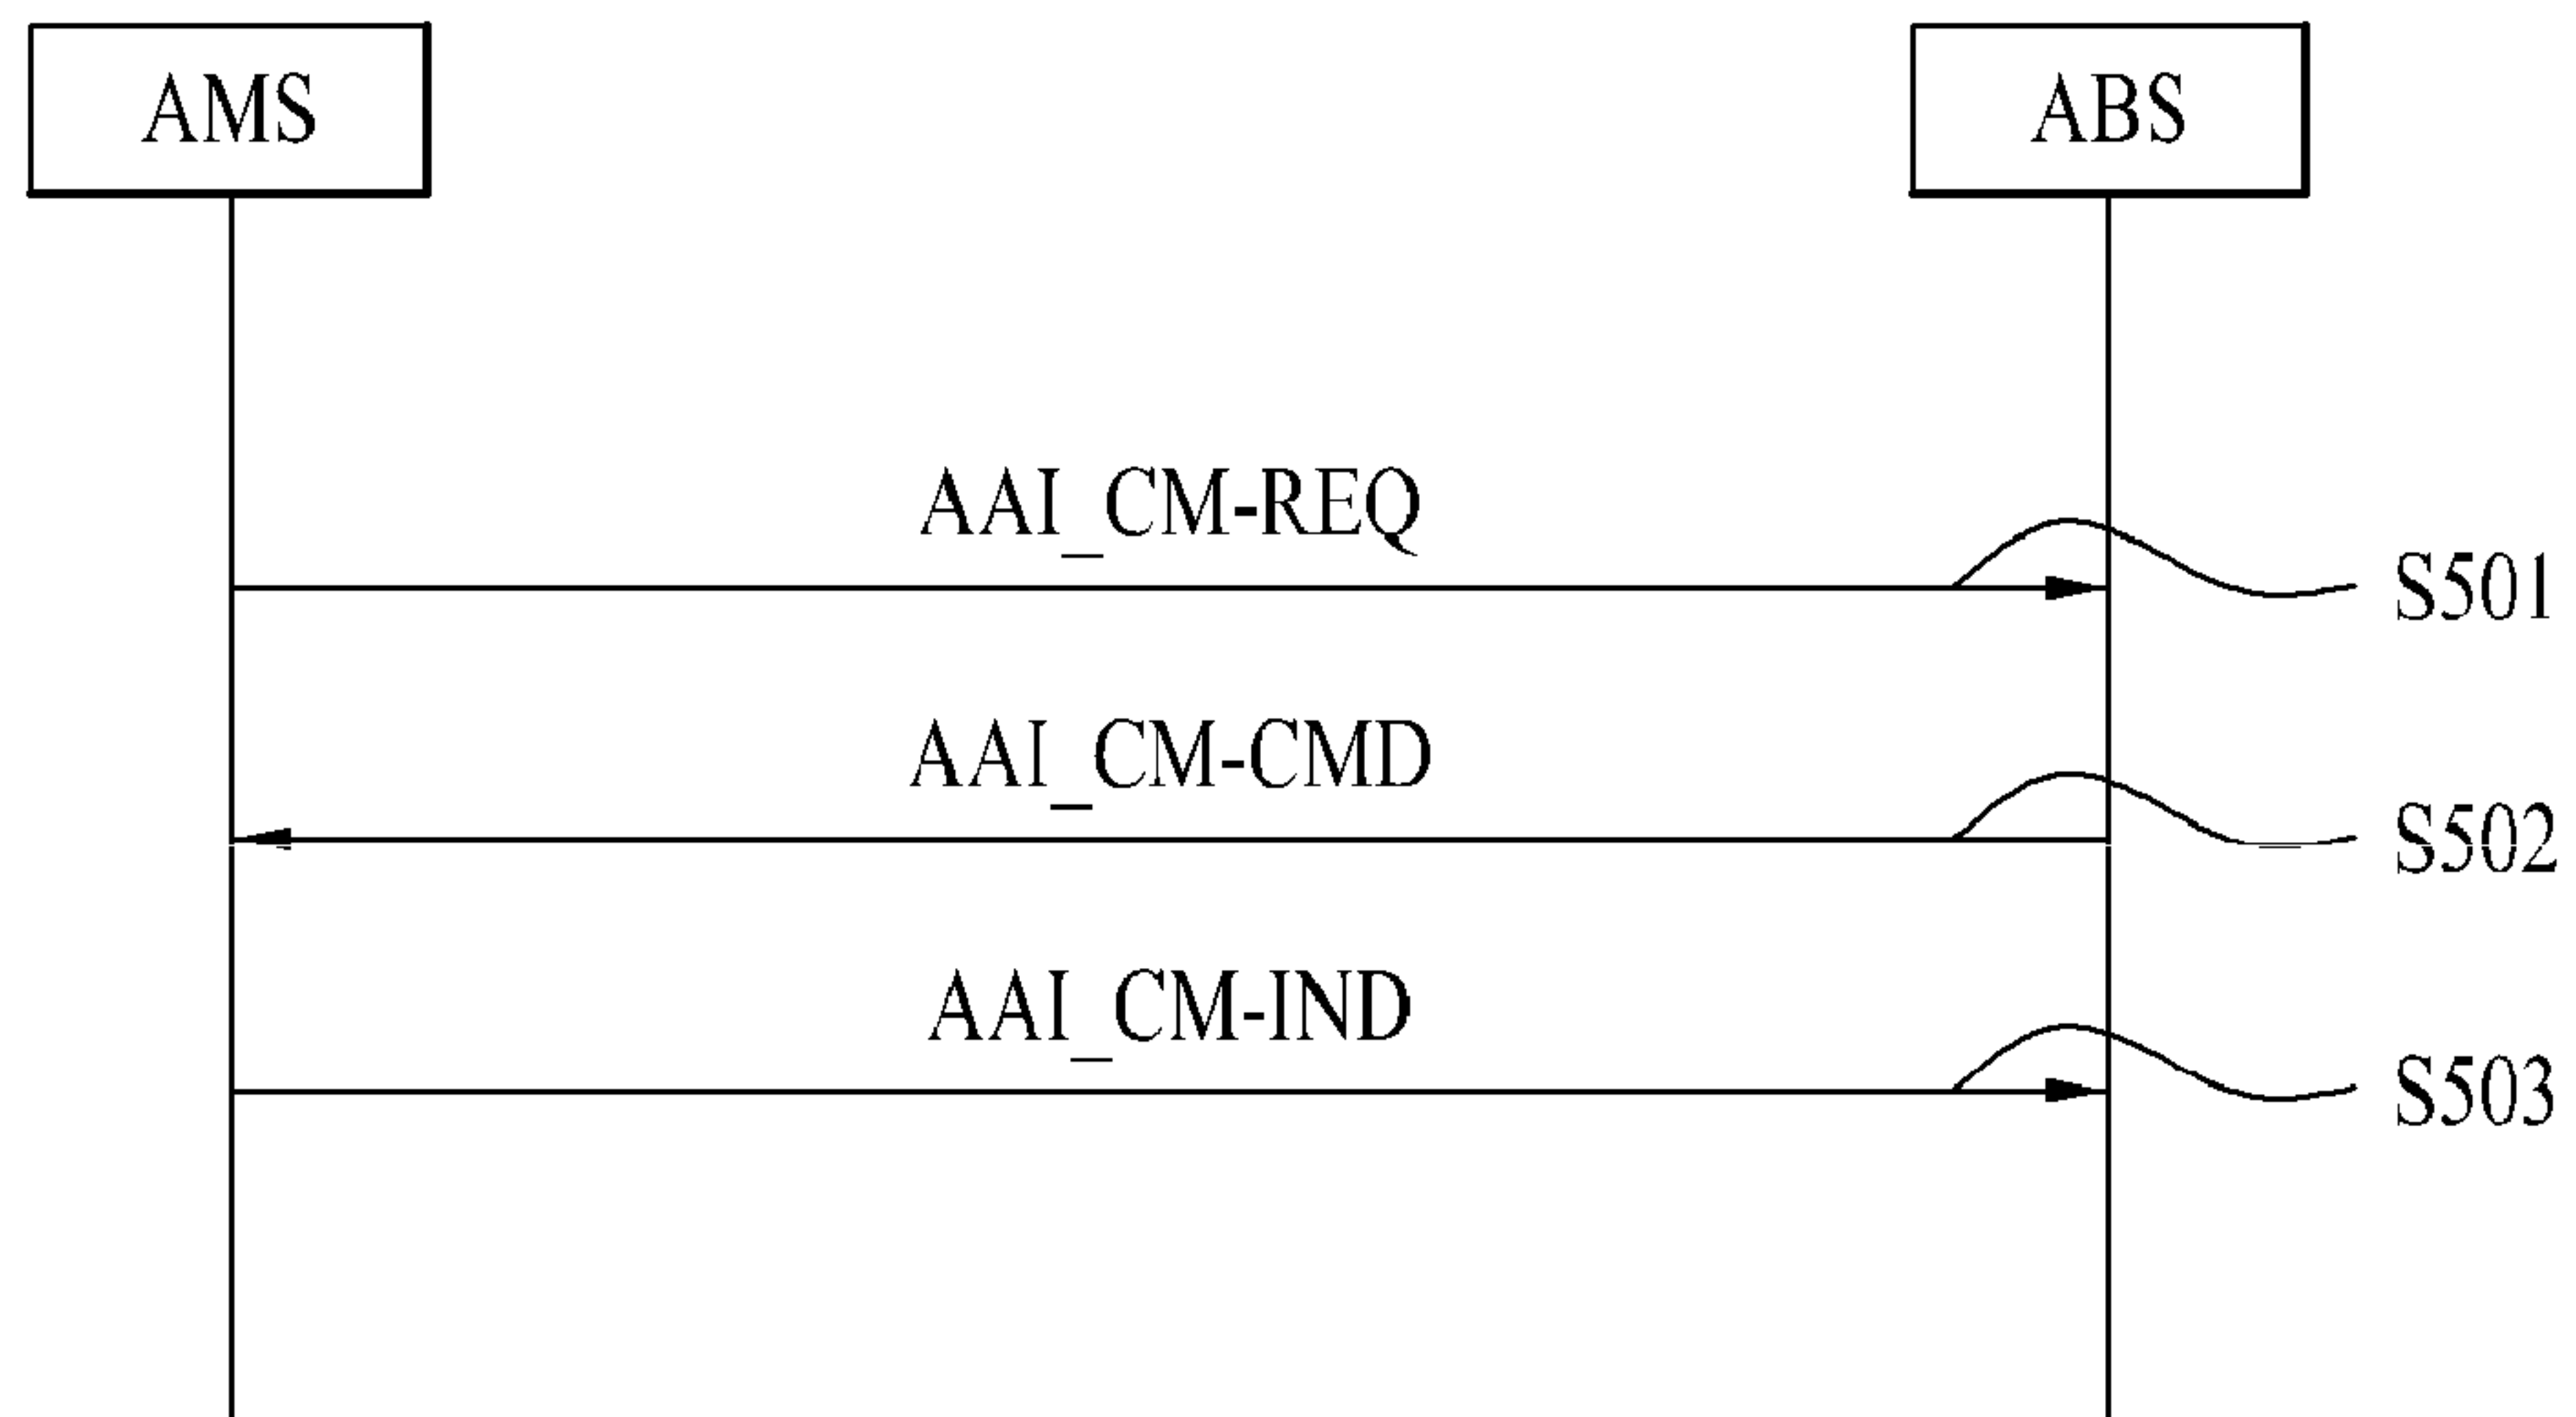 AMS ABS
AAI_CM-REQ
S501
AAI_CM-CMD
S502
AAI_CM-IND
S503